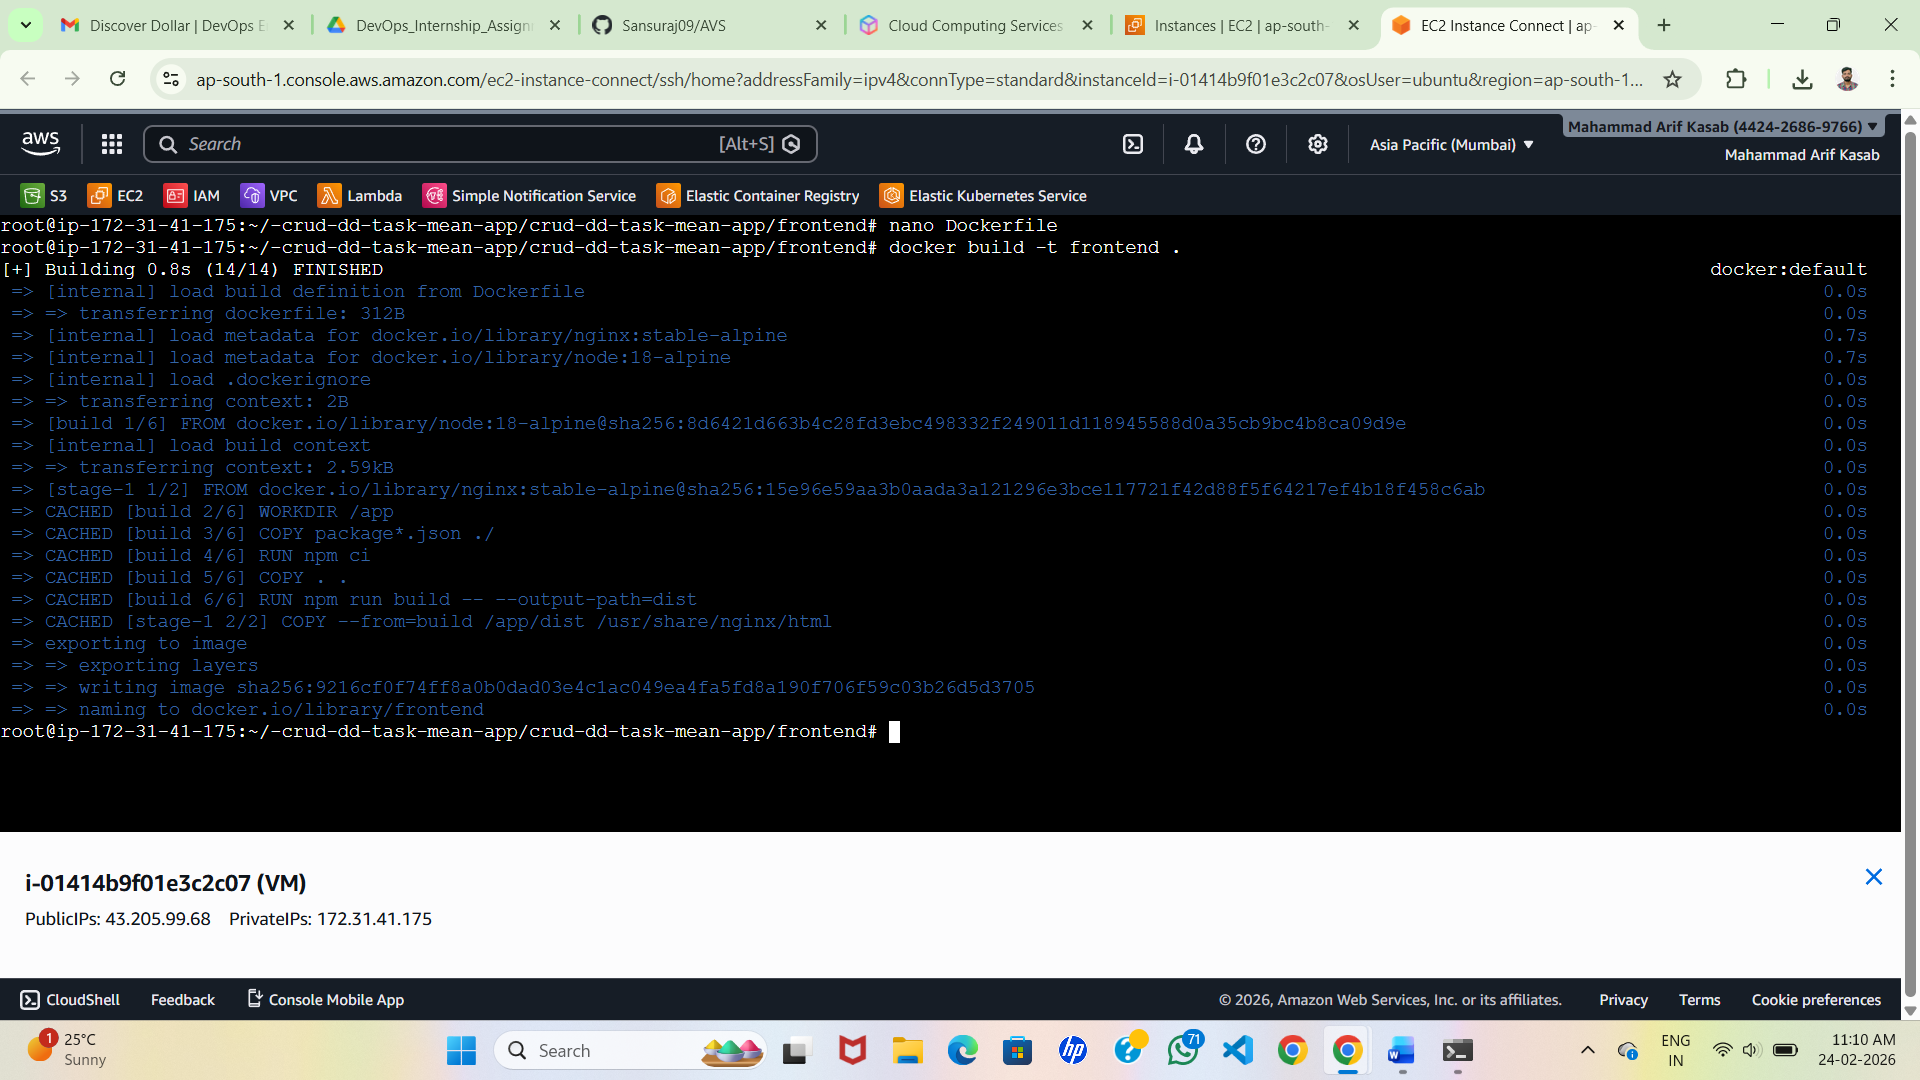 Discover Dollar | DevOps E
DevOps_Internship_Assign
Sansuraj09/AVS
Cloud Computing Services
Instances | EC2 | ap-south-
EC2 Instance Connect | ap-
ap-south-1.console.aws.amazon.com/ec2-instance-connect/ssh/home?addressFamily=ipv4&connType=standard&instanceId=i-01414b9f01e3c2c07&osUser=ubuntu&region=ap-south-1...
aws
Search
[Alt+S]
Asia Pacific (Mumbai)
Mahammad Arif Kasab (4424-2686-9766)
Mahammad Arif Kasab
S3
EC2
IAM
VPC
Lambda
Simple Notification Service
Elastic Container Registry
Elastic Kubernetes Service
root@ip-172-31-41-175:~/-crud-dd-task-mean-app/crud-dd-task-mean-app/frontend# nano Dockerfile
root@ip-172-31-41-175:~/-crud-dd-task-mean-app/crud-dd-task-mean-app/frontend# docker build -t frontend .
[+] Building 0.8s (14/14) FINISHED docker:default
=> [internal] load build definition from Dockerfile 0.0s
=> => transferring dockerfile: 312B 0.0s
=> [internal] load metadata for docker.io/library/nginx:stable-alpine 0.7s
=> [internal] load metadata for docker.io/library/node:18-alpine 0.7s
=> [internal] load .dockerignore 0.0s
=> => transferring context: 2B 0.0s
=> [build 1/6] FROM docker.io/library/node:18-alpine@sha256:8d6421d663b4c28fd3ebc498332f249011d118945588d0a35cb9bc4b8ca09d9e 0.0s
=> [internal] load build context 0.0s
=> => transferring context: 2.59kB 0.0s
=> [stage-1 1/2] FROM docker.io/library/nginx:stable-alpine@sha256:15e96e59aa3b0aada3a121296e3bce117721f42d88f5f64217ef4b18f458c6ab 0.0s
=> CACHED [build 2/6] WORKDIR /app 0.0s
=> CACHED [build 3/6] COPY package*.json ./ 0.0s
=> CACHED [build 4/6] RUN npm ci 0.0s
=> CACHED [build 5/6] COPY . . 0.0s
=> CACHED [build 6/6] RUN npm run build -- --output-path=dist 0.0s
=> CACHED [stage-1 2/2] COPY --from=build /app/dist /usr/share/nginx/html 0.0s
=> exporting to image 0.0s
=> => exporting layers 0.0s
=> => writing image sha256:9216cf0f74ff8a0b0dad03e4c1ac049ea4fa5fd8a190f706f59c03b26d5d3705 0.0s
=> => naming to docker.io/library/frontend 0.0s
root@ip-172-31-41-175:~/-crud-dd-task-mean-app/crud-dd-task-mean-app/frontend#
i-01414b9f01e3c2c07 (VM)
PublicIPs: 43.205.99.68 PrivateIPs: 172.31.41.175
CloudShell
Feedback
Console Mobile App
© 2026, Amazon Web Services, Inc. or its affiliates.
Privacy
Terms
Cookie preferences
1
25°C
Sunny
Search
hp
71
ENG
IN
11:10 AM
24-02-2026